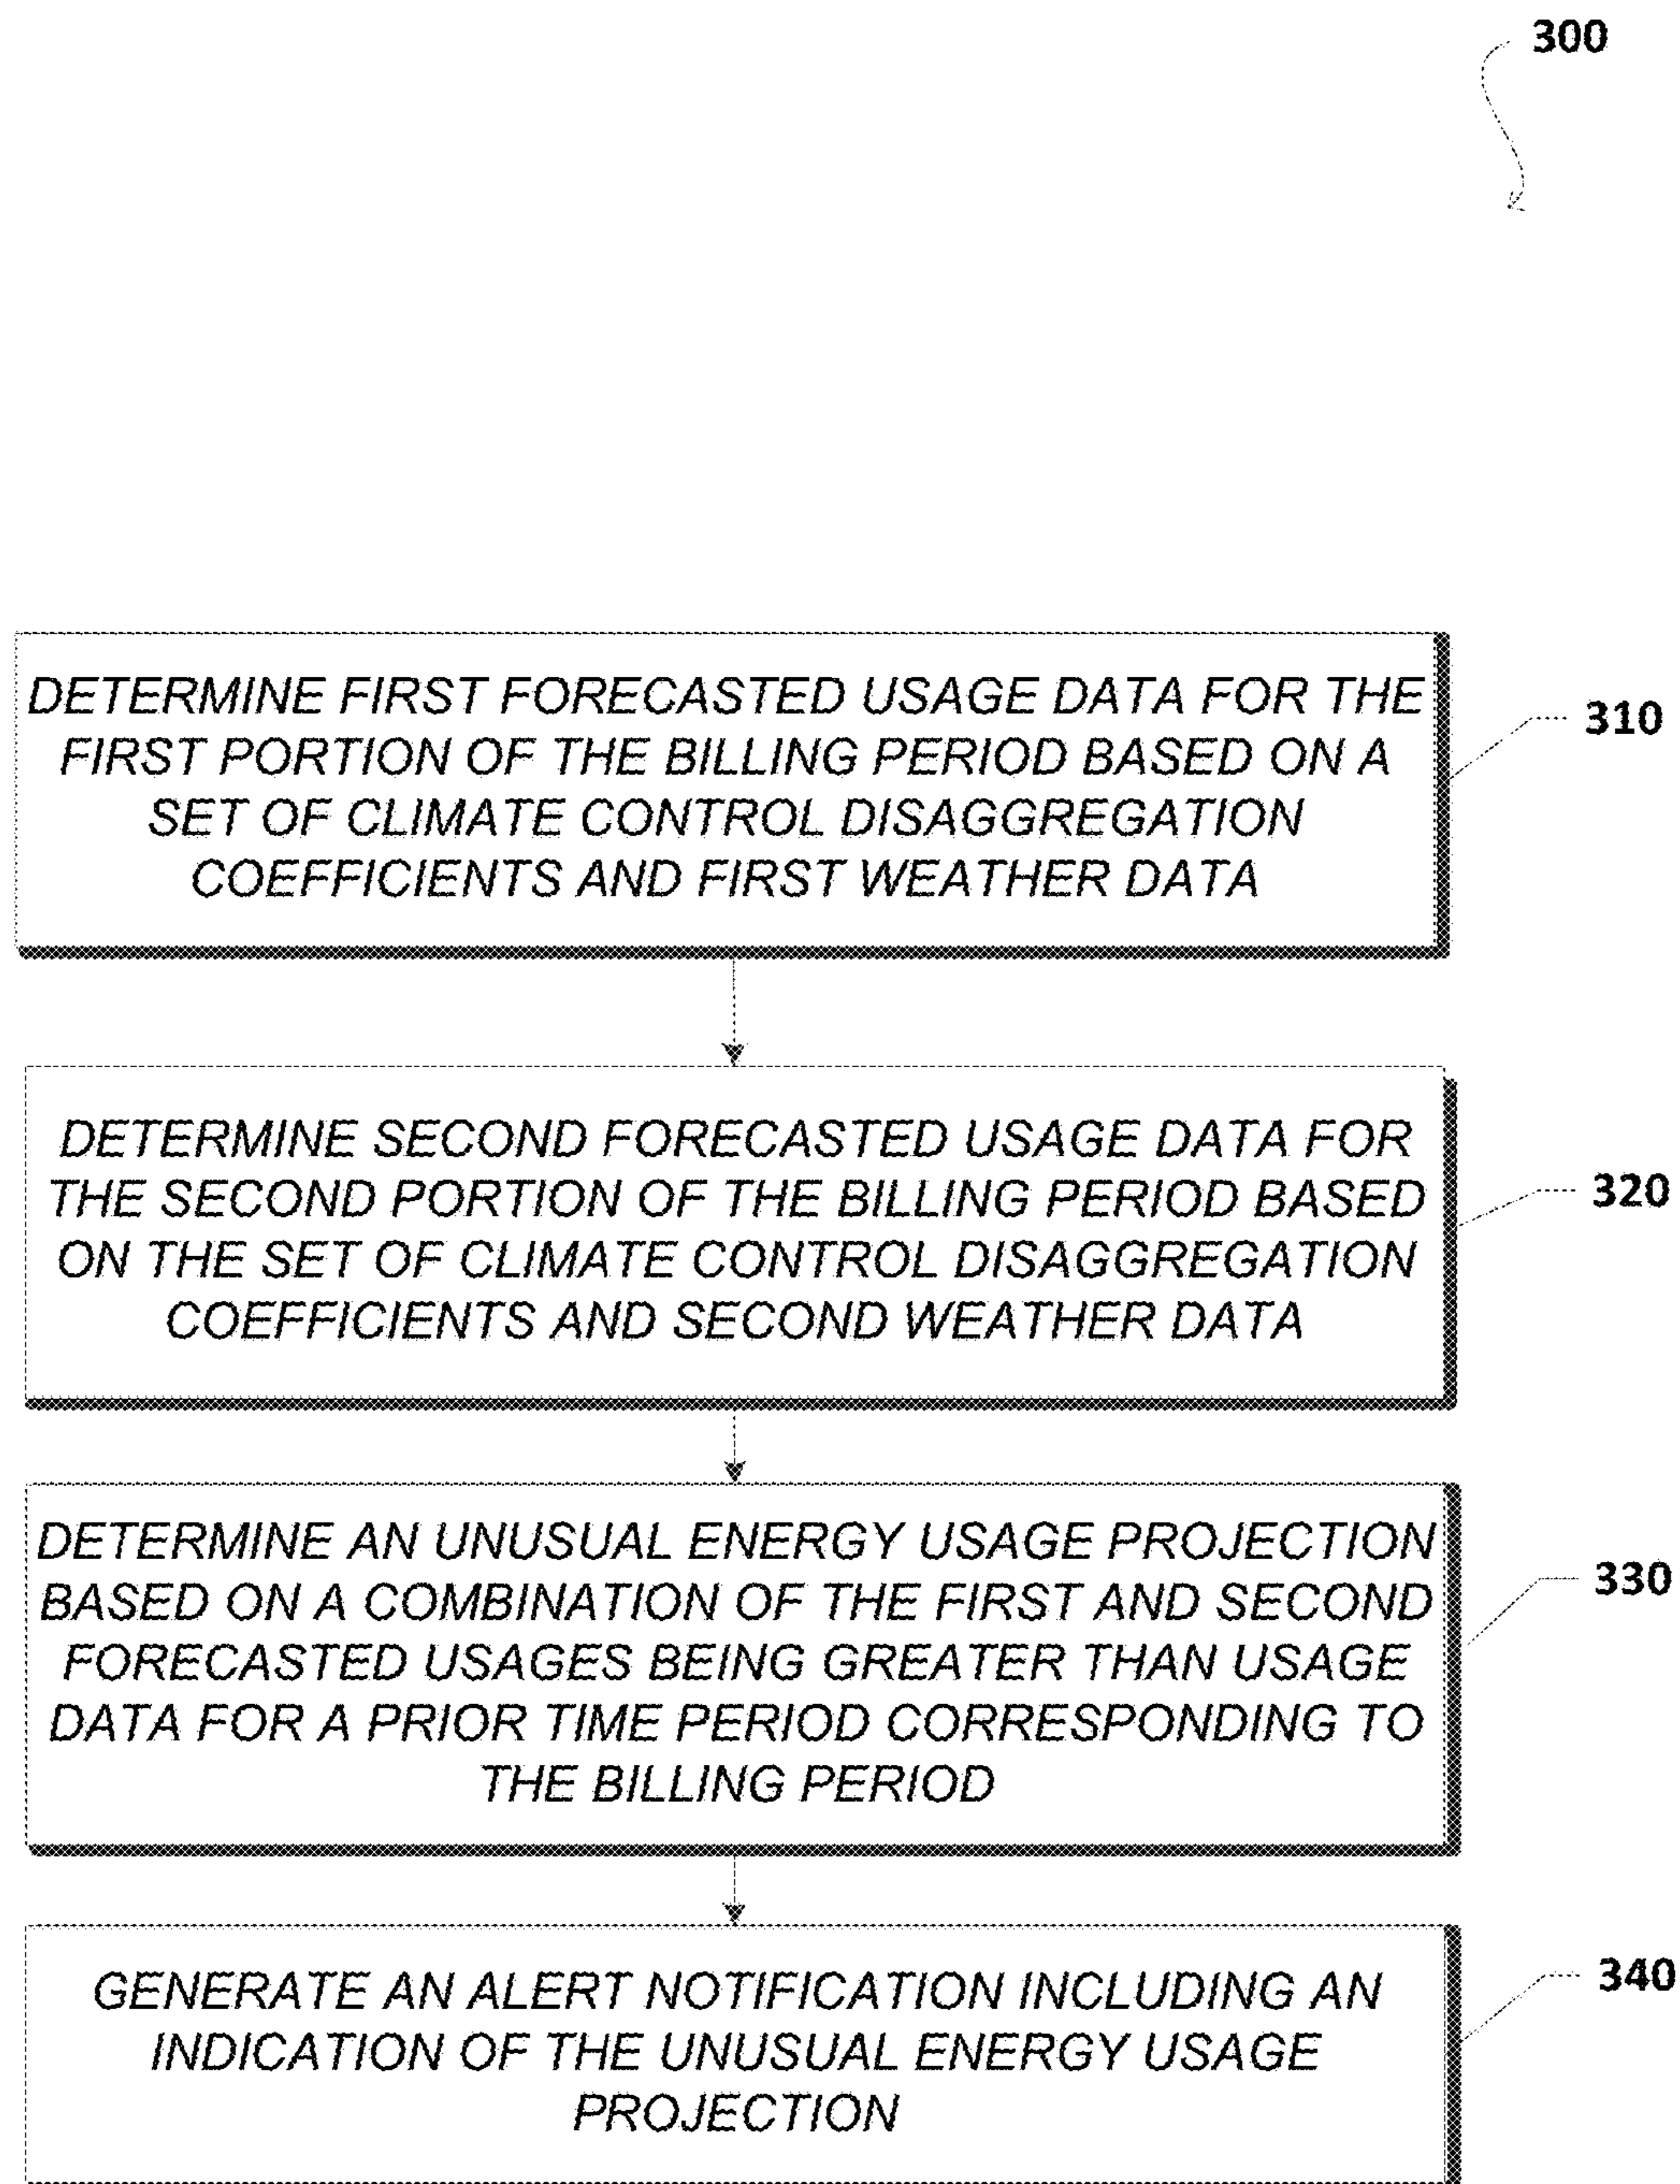 300
DETERMINE FIRST FORECASTED USAGE DATA FOR THE
FIRST PORTION OF THE BILLING PERIOD BASED ON A
SET OF CLIMATE CONTROL DISAGGREGATION
COEFFICIENTS AND FIRST WEATHER DATA
310
DETERMINE SECOND FORECASTED USAGE DATA FOR
THE SECOND PORTION OF THE BILLING PERIOD BASED
ON THE SET OF CLIMATE CONTROL DISAGGREGATION
COEFFICIENTS AND SECOND WEATHER DATA
320
DETERMINE AN UNUSUAL ENERGY USAGE PROJECTION
BASED ON A COMBINATION OF THE FIRST AND SECOND
FORECASTED USAGES BEING GREATER THAN USAGE
DATA FOR A PRIOR TIME PERIOD CORRESPONDING TO
THE BILLING PERIOD
330
GENERATE AN ALERT NOTIFICATION INCLUDING AN
INDICATION OF THE UNUSUAL ENERGY USAGE
PROJECTION
340